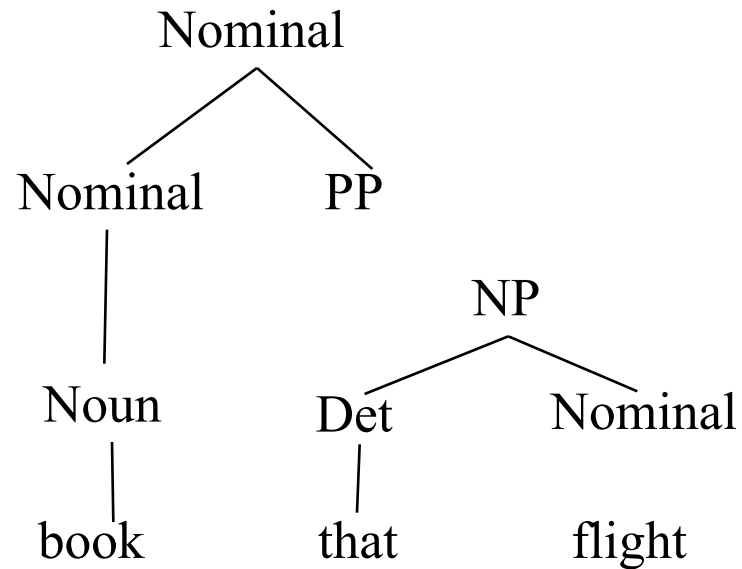 Nominal
Nominal PP
NP
Noun Det Nominal
book that flight